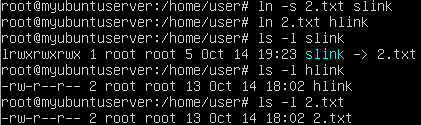 root@myubuntuserver:/home/user# ln -s 2.txt slink
root@myubuntuserver:/home/user# ln 2.txt hlink
root@myubuntuserver:/home/user# ls -l slink
lrwxrwxrwx 1 root root 5 Oct 14 19:23 slink -> 2.txt
root@myubuntuserver:/home/user# ls -l hlink
-rw-r--r-- 2 root root 13 Oct 14 18:02 hlink
root@myubuntuserver:/home/user# ls -l 2.txt
-rw-r--r-- 2 root root 13 Oct 14 18:02 2.txt